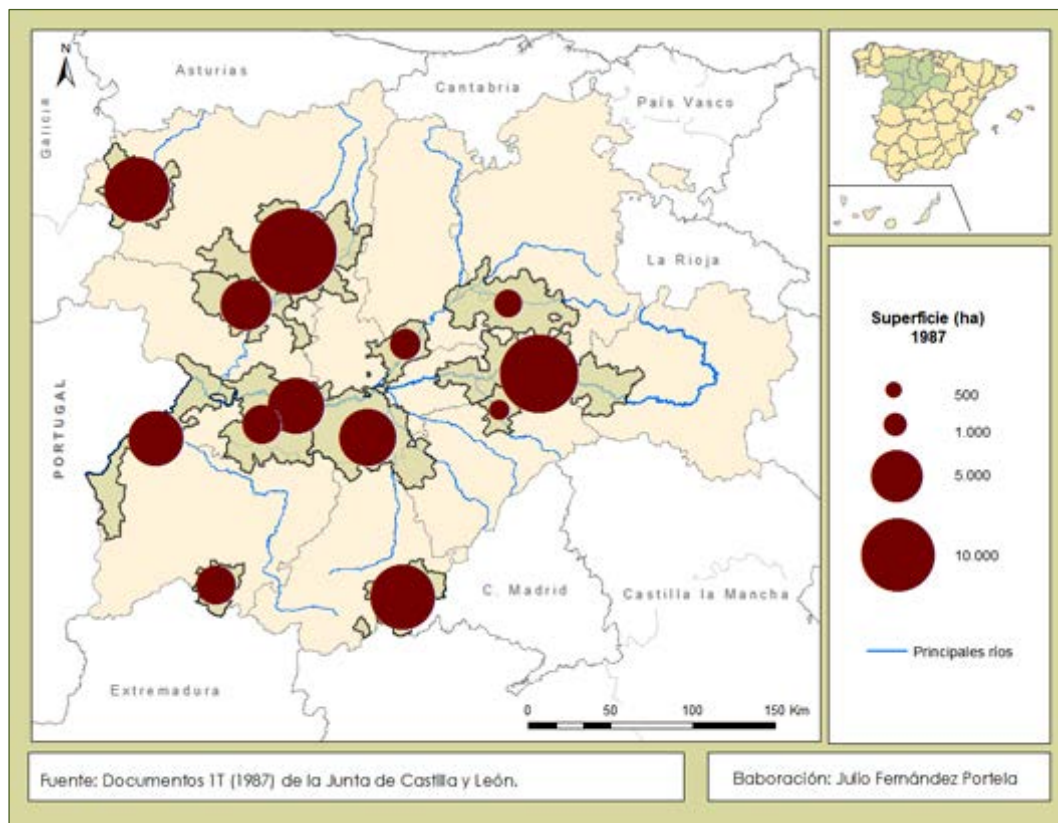 N
Asturias
Cantabria
País Vasco
Galicia
La Rioja
PORTUGAL
C. Madrid
Castilla la Mancha
Extremadura
0 50 100 150 Km
Superficie (ha)
1987
500
1.000
5.000
10.000
Principales ríos
Fuente: Documentos 1T (1987) de la Junta de Castilla y León.
Elaboración: Julio Fernández Portela